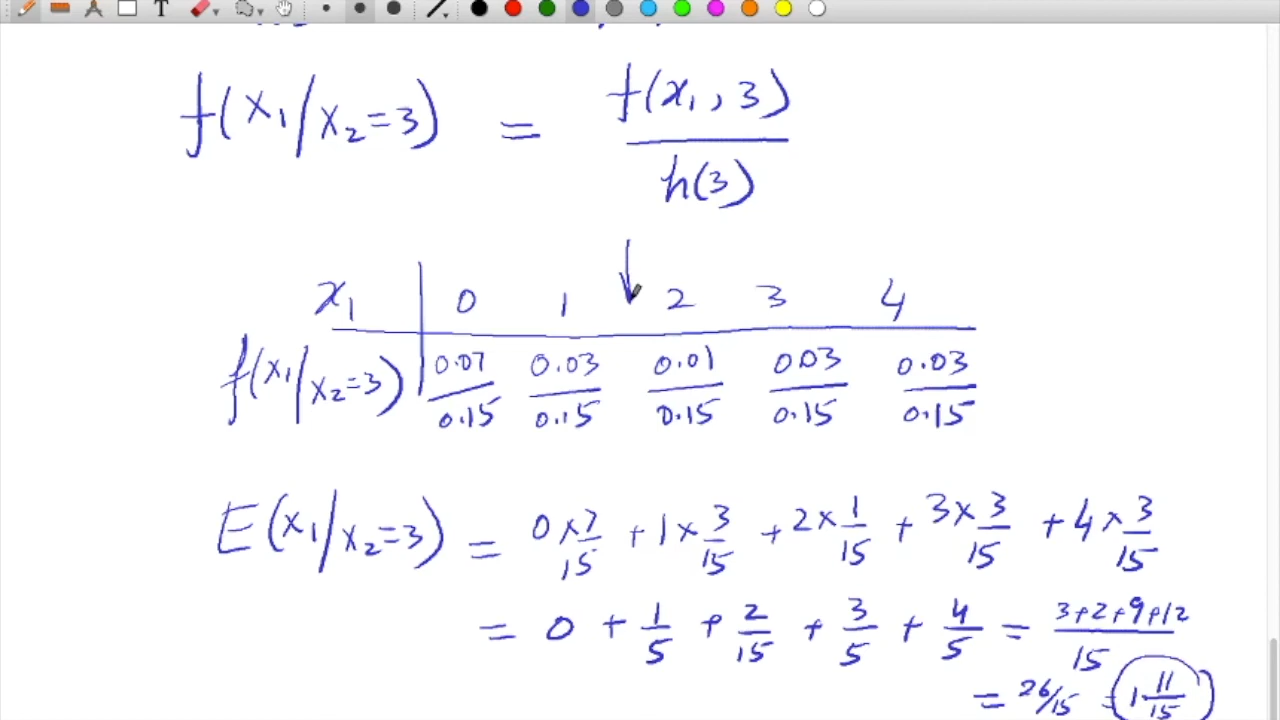 f(x₁/x₂=3) = f(x₁, 3) / h(3)
x₁ | 0 1 2 3 4
f(x₁/x₂=3) | 0.07/0.15 0.03/0.15 0.01/0.15 0.03/0.15 0.03/0.15
E(x₁/x₂=3) = 0×7/15 + 1×3/15 + 2×1/15 + 3×3/15 + 4×3/15
= 0 + 1/5 + 2/15 + 3/5 + 4/5 = (3+2+9+12)/15
= 26/15 = 1 11/15